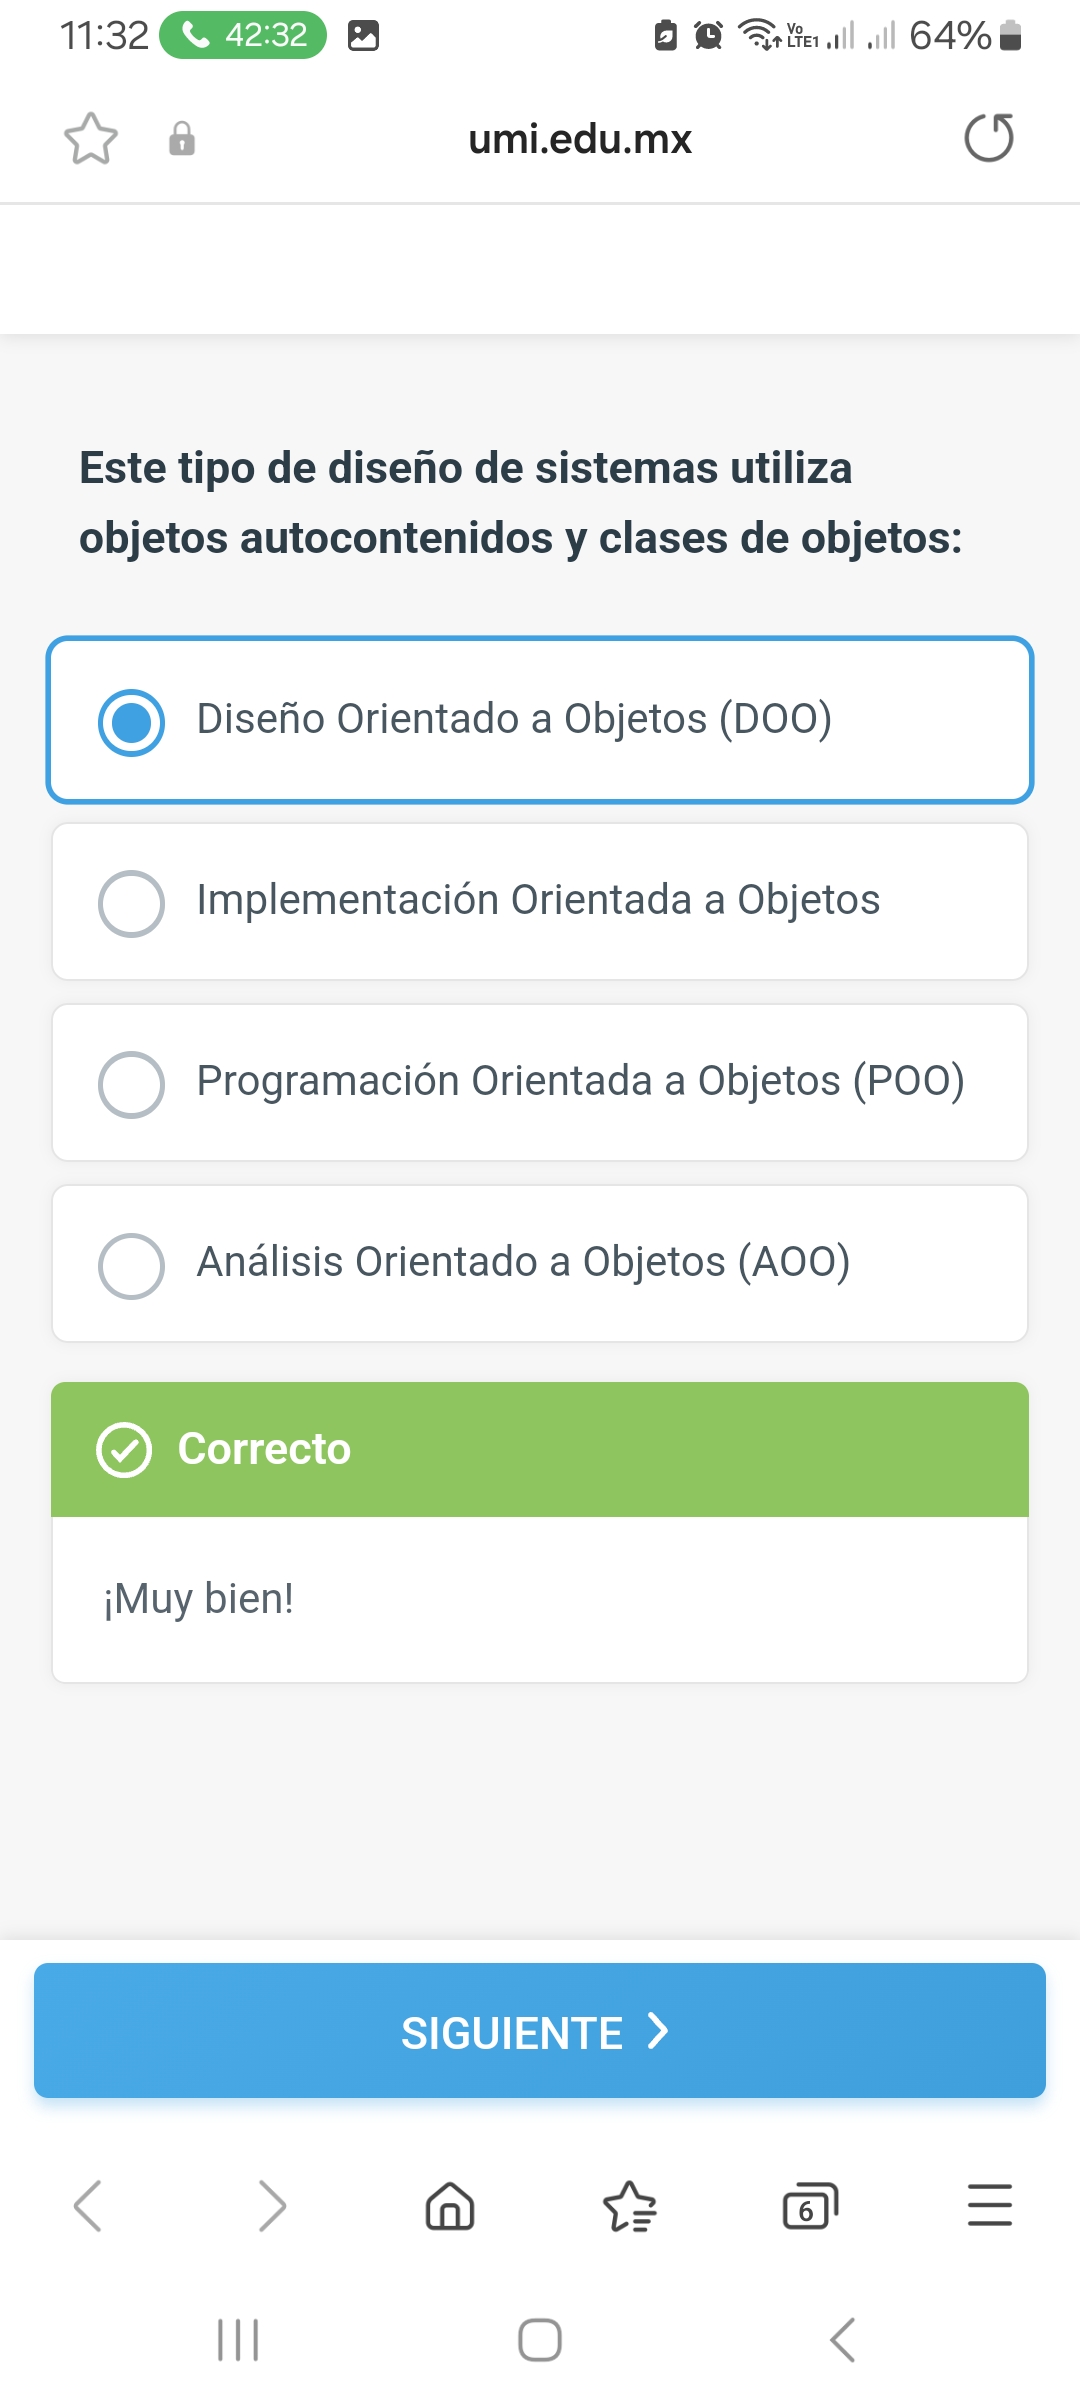 11:32 42:32 Vo LTE1 64%
umi.edu.mx
Este tipo de diseño de sistemas utiliza
objetos autocontenidos y clases de objetos:
Diseño Orientado a Objetos (DOO)
Implementación Orientada a Objetos
Programación Orientada a Objetos (POO)
Análisis Orientado a Objetos (AOO)
Correcto
¡Muy bien!
SIGUIENTE
6